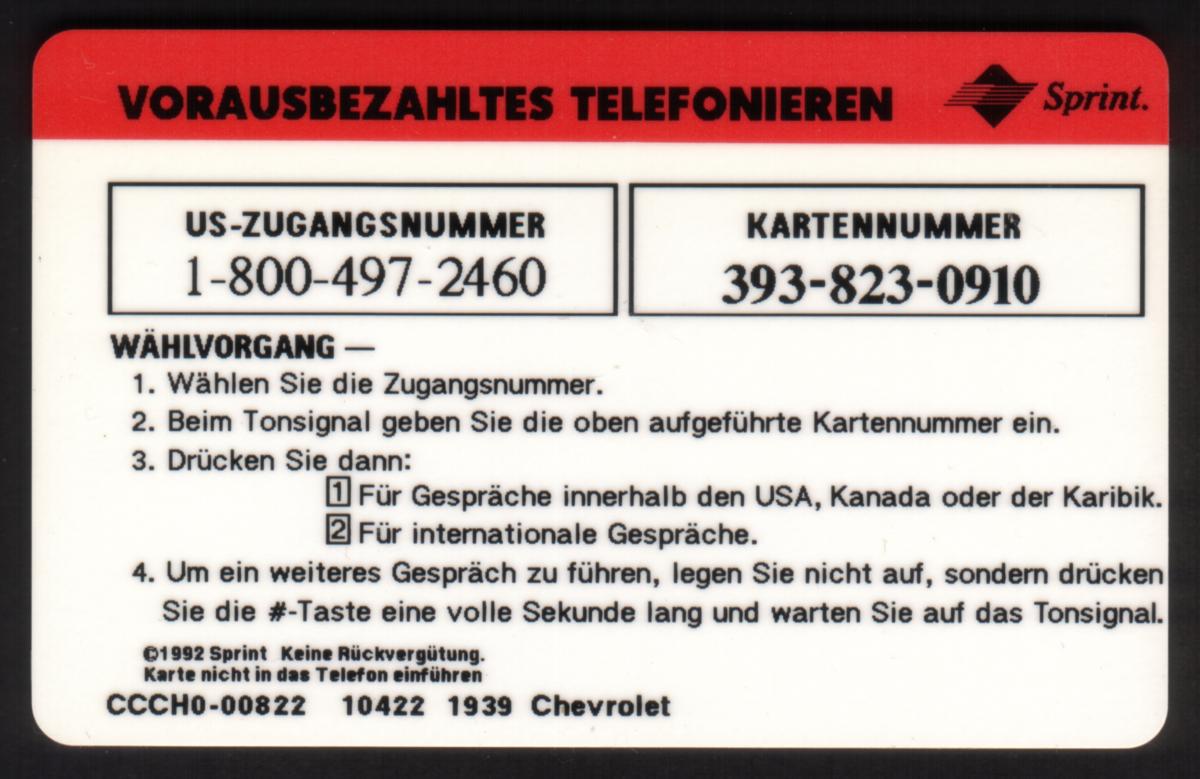 VORAUSBEZAHLTES TELEFONIEREN Sprint.
US-ZUGANGSNUMMER
1-800-497-2460
KARTENNUMMER
393-823-0910
WÄHLVORGANG —
1. Wählen Sie die Zugangsnummer.
2. Beim Tonsignal geben Sie die oben aufgeführte Kartennummer ein.
3. Drücken Sie dann:
1 Für Gespräche innerhalb den USA, Kanada oder der Karibik.
2 Für internationale Gespräche.
4. Um ein weiteres Gespräch zu führen, legen Sie nicht auf, sondern drücken
Sie die #-Taste eine volle Sekunde lang und warten Sie auf das Tonsignal.
©1992 Sprint Keine Rückvergütung.
Karte nicht in das Telefon einführen
CCCH0-00822 10422 1939 Chevrolet